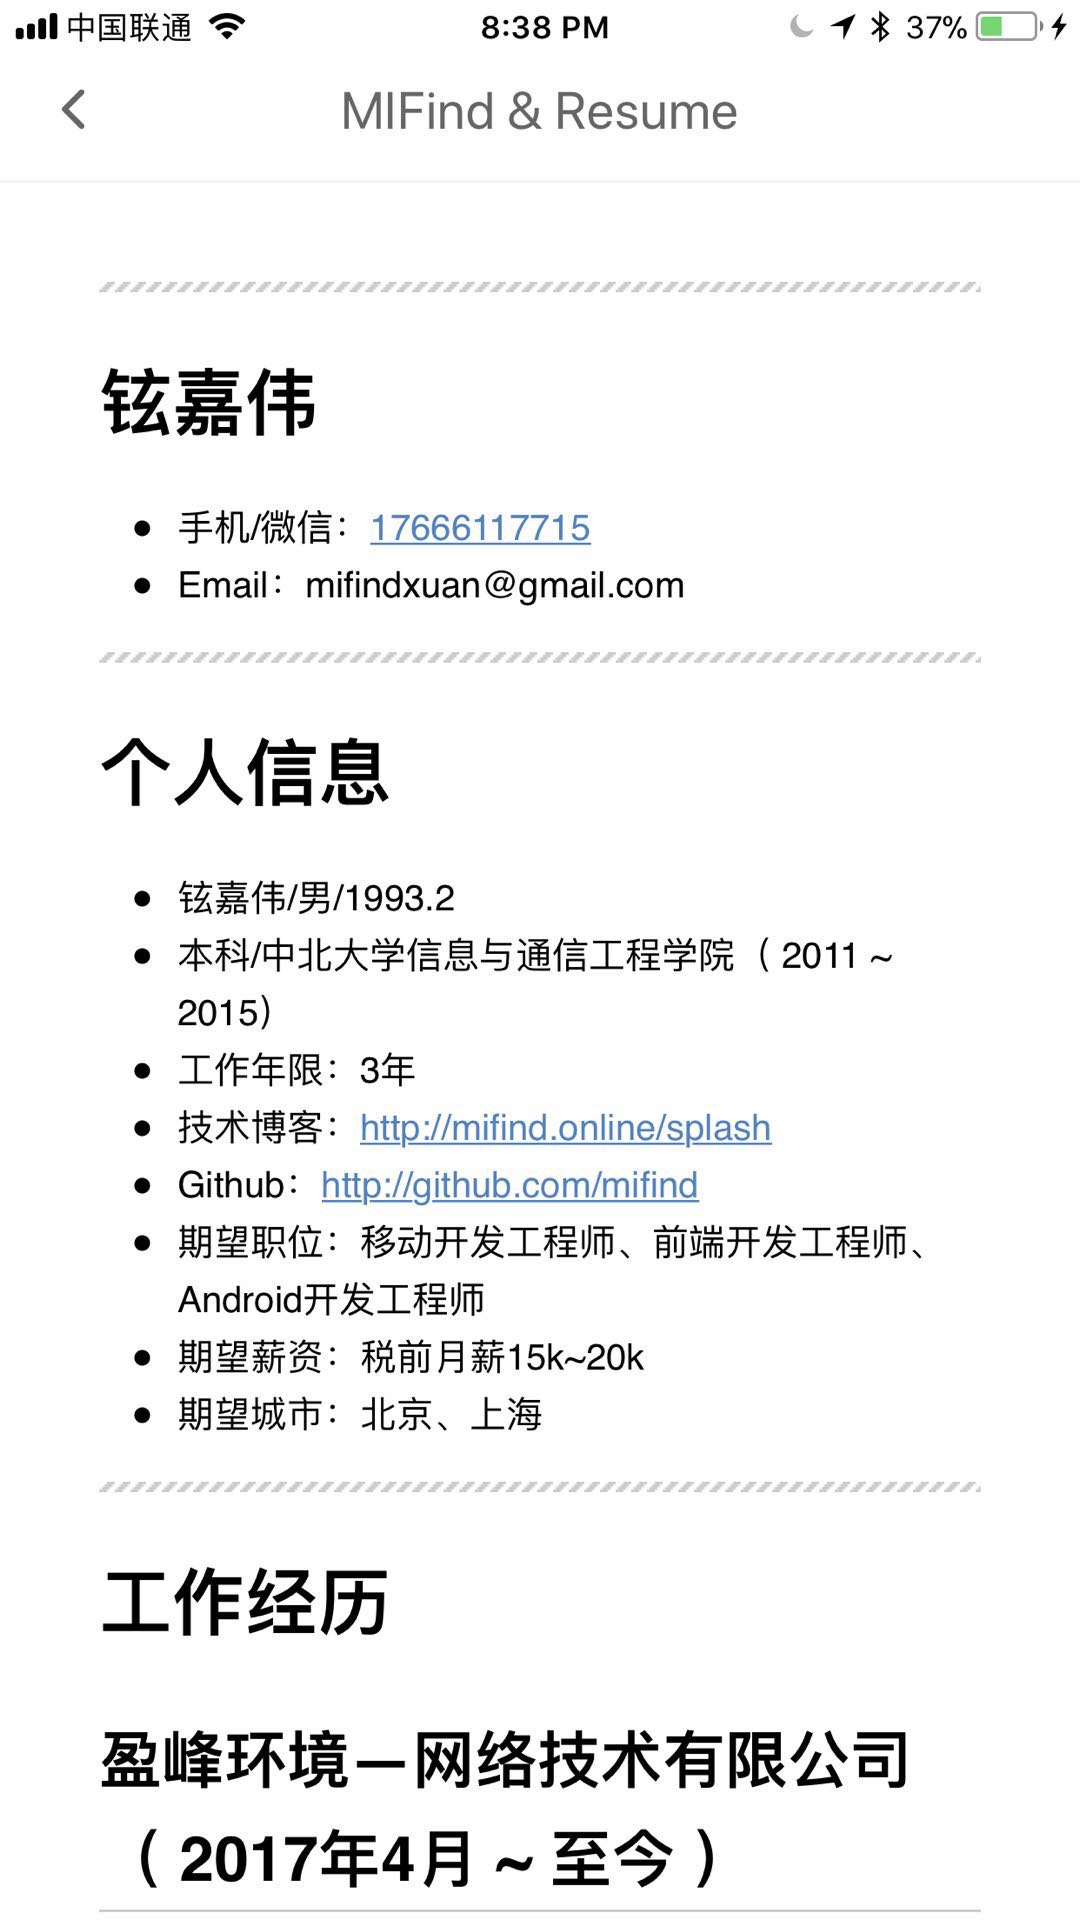 中国联通
8:38 PM
37%
MIFind & Resume
铉嘉伟
手机/微信：17666117715
Email：mifindxuan@gmail.com
个人信息
铉嘉伟/男/1993.2
本科/中北大学信息与通信工程学院（2011 ~
2015）
工作年限：3年
技术博客：http://mifind.online/splash
Github：http://github.com/mifind
期望职位：移动开发工程师、前端开发工程师、
Android开发工程师
期望薪资：税前月薪15k~20k
期望城市：北京、上海
工作经历
盈峰环境—网络技术有限公司
（2017年4月 ~ 至今）